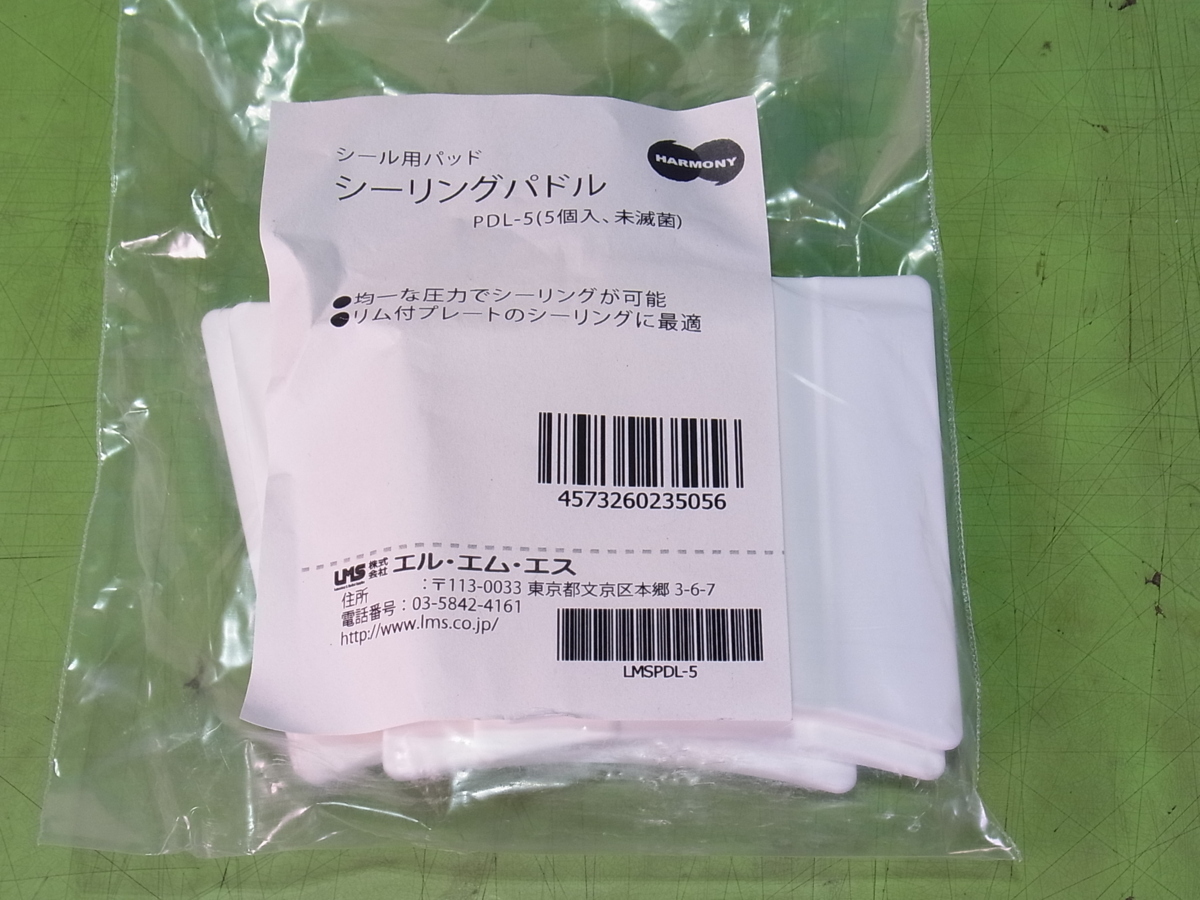 シール用パッド
HARMONY
シーリングパドル
PDL-5(5個入、未滅菌)
●均一な圧力でシーリングが可能
●リム付プレートのシーリングに最適
4573260235056
LMS 株式会社 エル・エム・エス
住所 :〒113-0033 東京都文京区本郷 3-6-7
電話番号:03-5842-4161
http://www.lms.co.jp/
LMSPDL-5